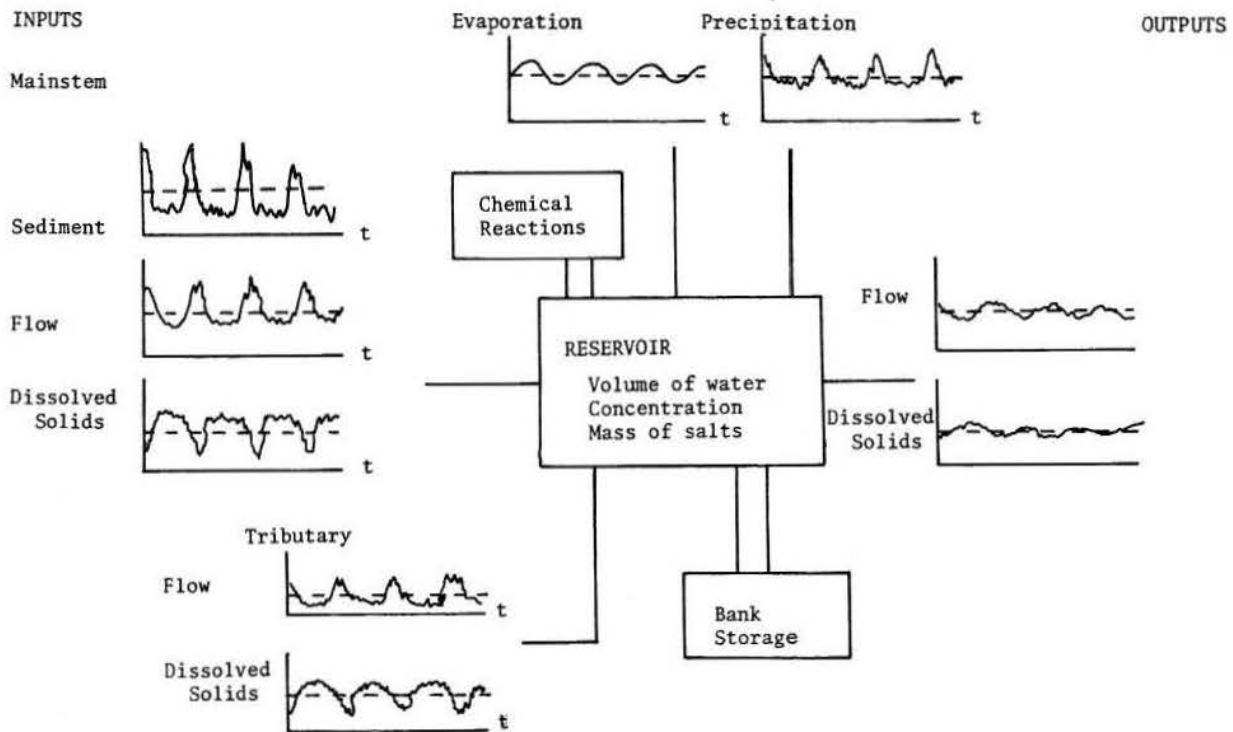 INPUTS
Evaporation
Precipitation
OUTPUTS
Mainstem
t
t
Sediment
t
Chemical
Reactions
Flow
t
Flow
RESERVOIR
Volume of water
Concentration
Mass of salts
Dissolved
Solids
t
Dissolved
Solids
Tributary
Flow
t
Bank
Storage
Dissolved
Solids
t